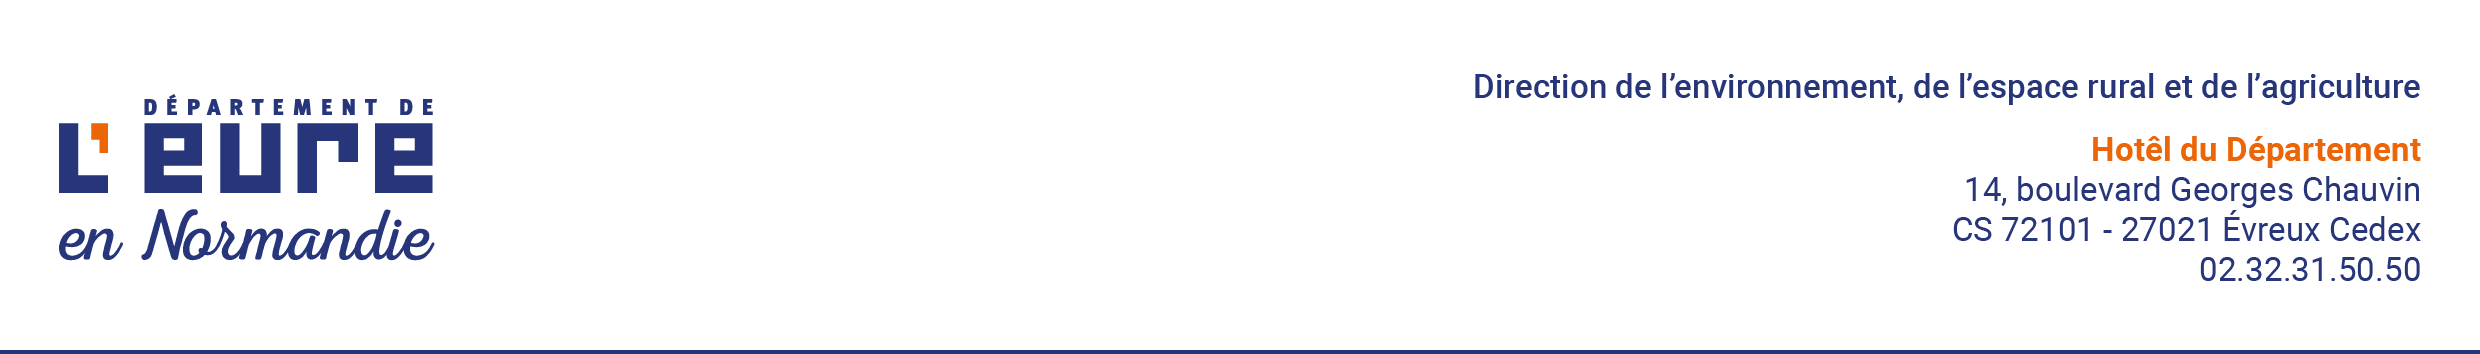 DÉPARTEMENT DE
L'eure
en Normandie
Direction de l’environnement, de l’espace rural et de l’agriculture
Hotêl du Département
14, boulevard Georges Chauvin
CS 72101 - 27021 Évreux Cedex
02.32.31.50.50